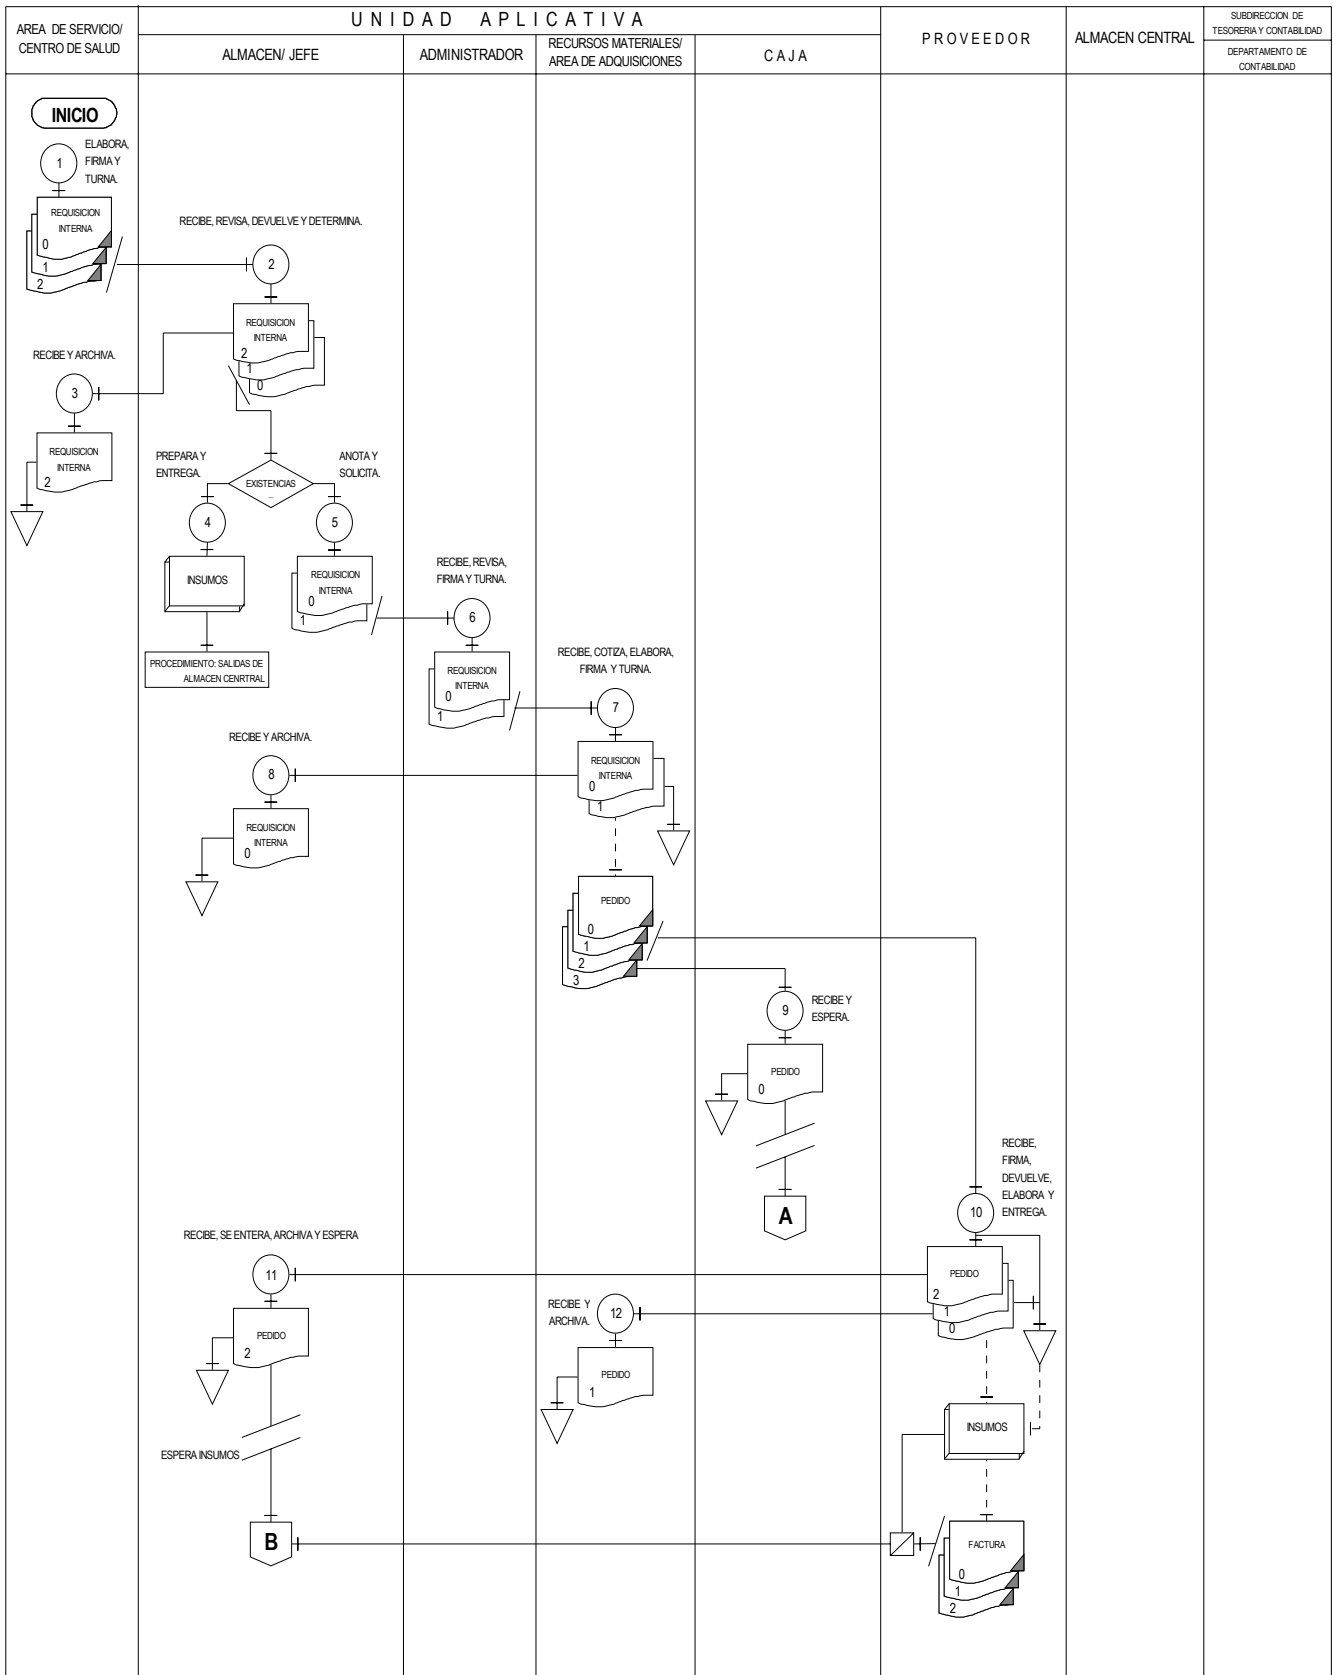 AREA DE SERVICIO/
CENTRO DE SALUD
UNIDAD APLICATIVA
ALMACEN/ JEFE
ADMINISTRADOR
RECURSOS MATERIALES/
AREA DE ADQUISICIONES
CAJA
PROVEEDOR
ALMACEN CENTRAL
SUBDIRECCION DE
TESORERIA Y CONTABILIDAD
DEPARTAMENTO DE
CONTABILIDAD
INICIO
1
ELABORA,
FIRMA Y
TURNA.
REQUISICION
INTERNA
0
1
2
RECIBE, REVISA, DEVUELVE Y DETERMINA.
2
REQUISICION
INTERNA
2
1
0
RECIBE Y ARCHIVA.
3
REQUISICION
INTERNA
2
PREPARA Y
ENTREGA.
EXISTENCIAS
ANOTA Y
SOLICITA.
4
INSUMOS
PROCEDIMIENTO: SALIDAS DE
ALMACEN CENRTRAL
5
REQUISICION
INTERNA
0
1
RECIBE, REVISA,
FIRMA Y TURNA.
6
REQUISICION
INTERNA
0
1
RECIBE, COTIZA, ELABORA,
FIRMA Y TURNA.
7
REQUISICION
INTERNA
0
1
RECIBE Y ARCHIVA.
8
REQUISICION
INTERNA
0
PEDIDO
0
1
2
3
9
RECIBE Y
ESPERA.
PEDIDO
0
A
RECIBE,
FIRMA,
DEVUELVE,
ELABORA Y
ENTREGA.
10
PEDIDO
2
1
0
RECIBE, SE ENTERA, ARCHIVA Y ESPERA
11
PEDIDO
2
RECIBE Y
ARCHIVA.
12
PEDIDO
1
INSUMOS
ESPERA INSUMOS
B
FACTURA
0
1
2